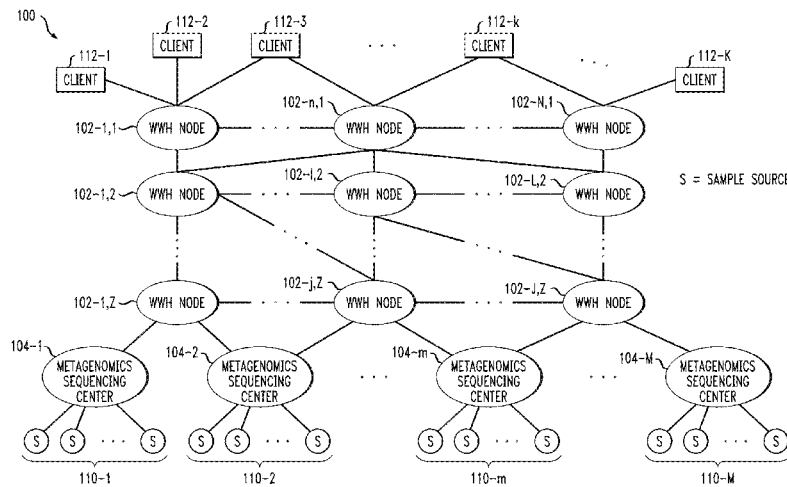 100
112-1
112-2
112-3
112-k
112-K
CLIENT
CLIENT
CLIENT
CLIENT
CLIENT
102-1,1
WWH NODE
102-n,1
WWH NODE
102-N,1
WWH NODE
102-1,2
WWH NODE
102-l,2
WWH NODE
102-L,2
WWH NODE
S = SAMPLE SOURCE
102-1,Z
WWH NODE
102-j,Z
WWH NODE
102-J,Z
WWH NODE
104-1
METAGENOMICS
SEQUENCING
CENTER
104-2
METAGENOMICS
SEQUENCING
CENTER
104-m
METAGENOMICS
SEQUENCING
CENTER
104-M
METAGENOMICS
SEQUENCING
CENTER
S S ... S
S S ... S
S S ... S
S S ... S
110-1
110-2
110-m
110-M